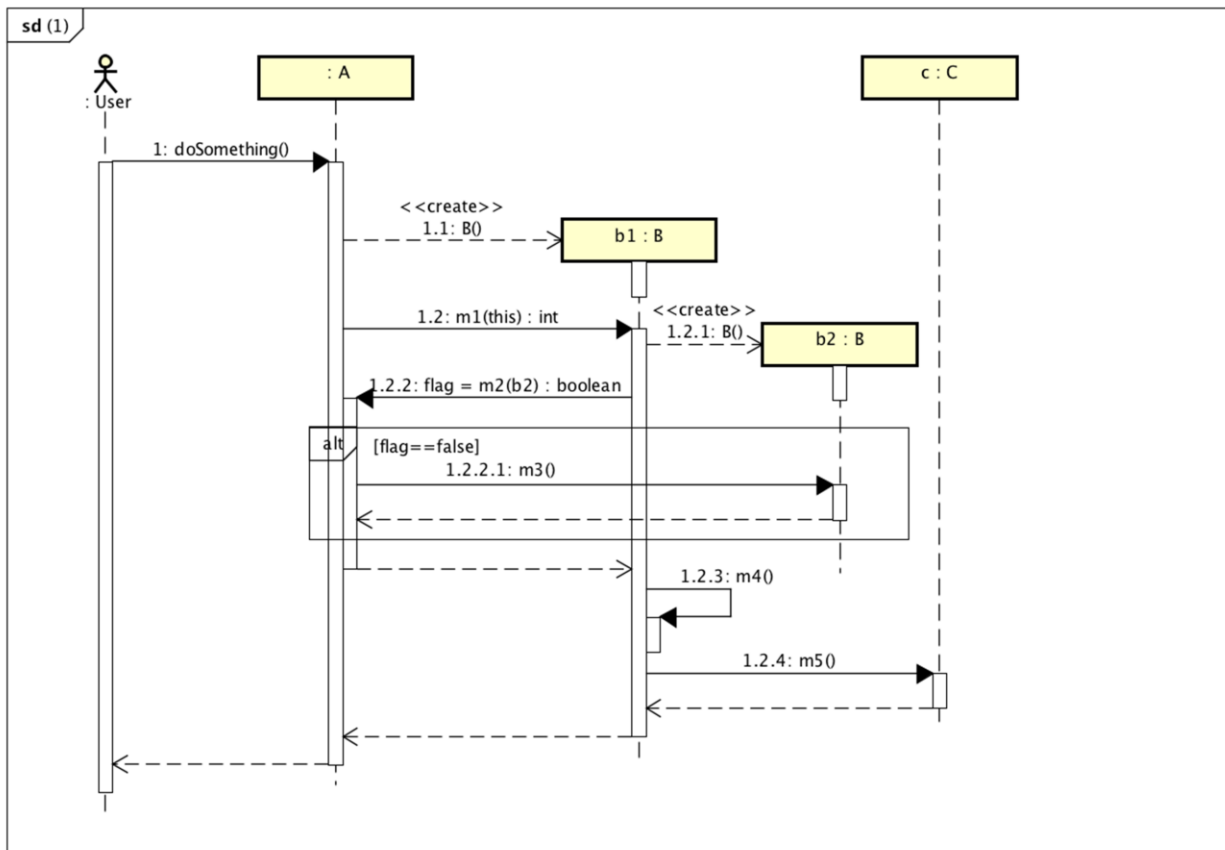 sd (1)
: A
c : C
: User
1: doSomething()
<<create>>
1.1: B()
b1 : B
<<create>>
1.2: m1(this) : int
1.2.1: B()
b2 : B
1.2.2: flag = m2(b2) : boolean
alt
[flag==false]
1.2.2.1: m3()
1.2.3: m4()
1.2.4: m5()